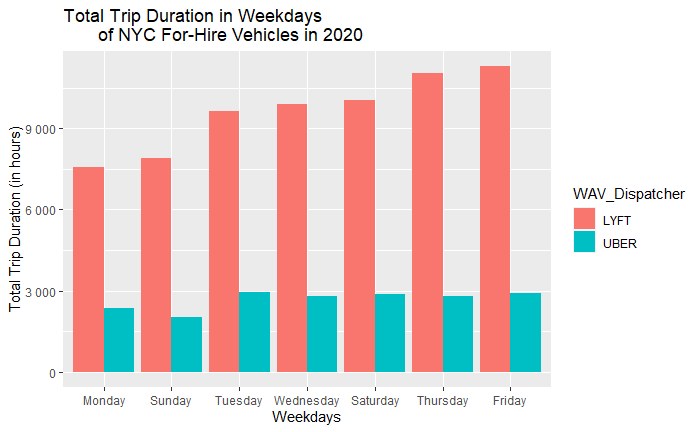 Total Trip Duration in Weekdays
of NYC For-Hire Vehicles in 2020
Total Trip Duration (in hours)
9 000
6 000
3 000
0
Monday Sunday Tuesday Wednesday Saturday Thursday Friday
Weekdays
WAV_Dispatcher
LYFT
UBER